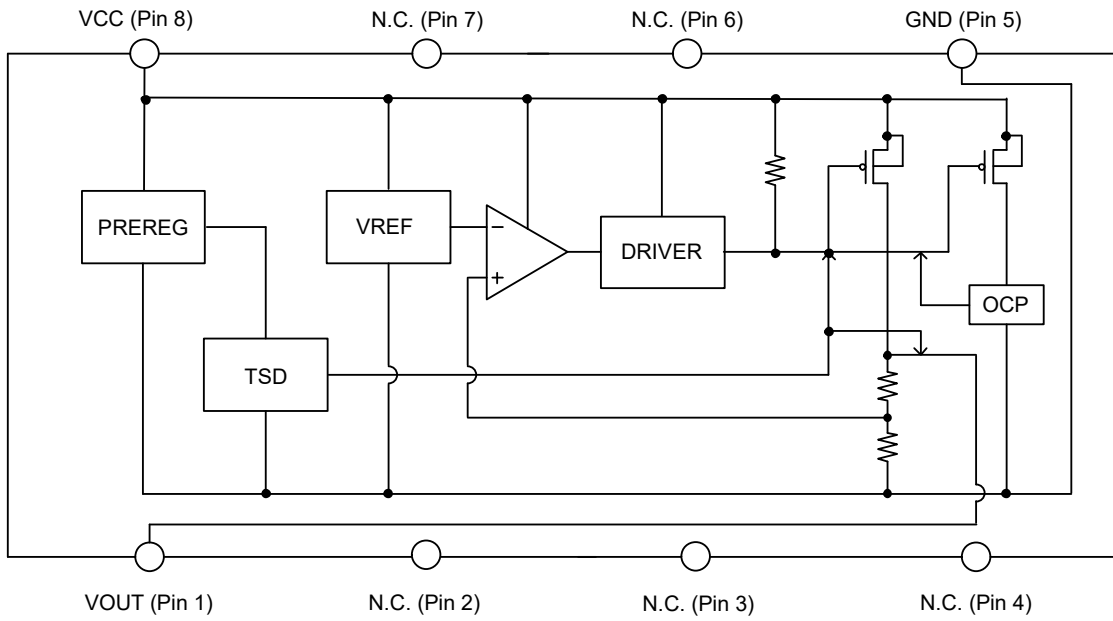 VCC (Pin 8)
N.C. (Pin 7)
N.C. (Pin 6)
GND (Pin 5)
PREREG
VREF
−
+
DRIVER
OCP
TSD
VOUT (Pin 1)
N.C. (Pin 2)
N.C. (Pin 3)
N.C. (Pin 4)